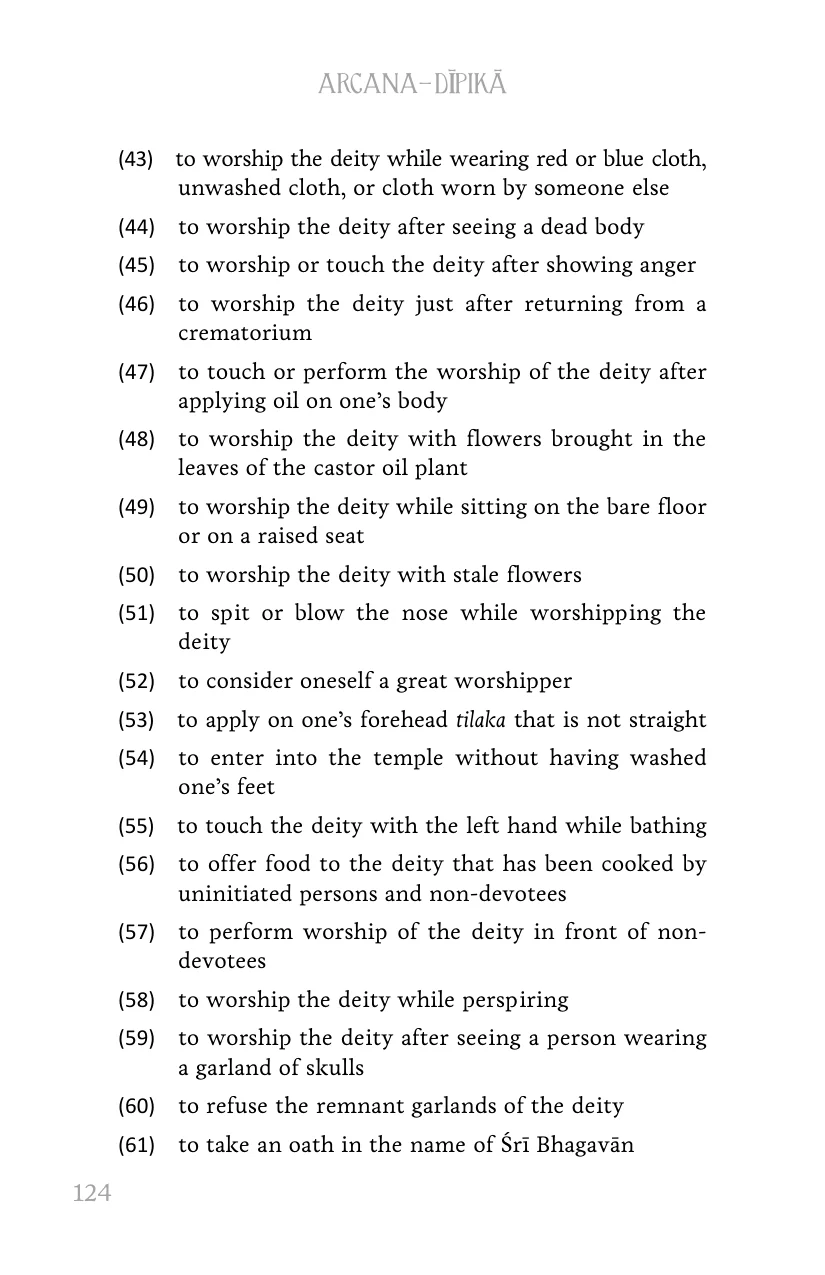 ARCANA–DĪPIKĀ
(43) to worship the deity while wearing red or blue cloth,
unwashed cloth, or cloth worn by someone else
(44) to worship the deity after seeing a dead body
(45) to worship or touch the deity after showing anger
(46) to worship the deity just after returning from a
crematorium
(47) to touch or perform the worship of the deity after
applying oil on one’s body
(48) to worship the deity with flowers brought in the
leaves of the castor oil plant
(49) to worship the deity while sitting on the bare floor
or on a raised seat
(50) to worship the deity with stale flowers
(51) to spit or blow the nose while worshipping the
deity
(52) to consider oneself a great worshipper
(53) to apply on one’s forehead tilaka that is not straight
(54) to enter into the temple without having washed
one’s feet
(55) to touch the deity with the left hand while bathing
(56) to offer food to the deity that has been cooked by
uninitiated persons and non-devotees
(57) to perform worship of the deity in front of non-
devotees
(58) to worship the deity while perspiring
(59) to worship the deity after seeing a person wearing
a garland of skulls
(60) to refuse the remnant garlands of the deity
(61) to take an oath in the name of Śrī Bhagavān
124